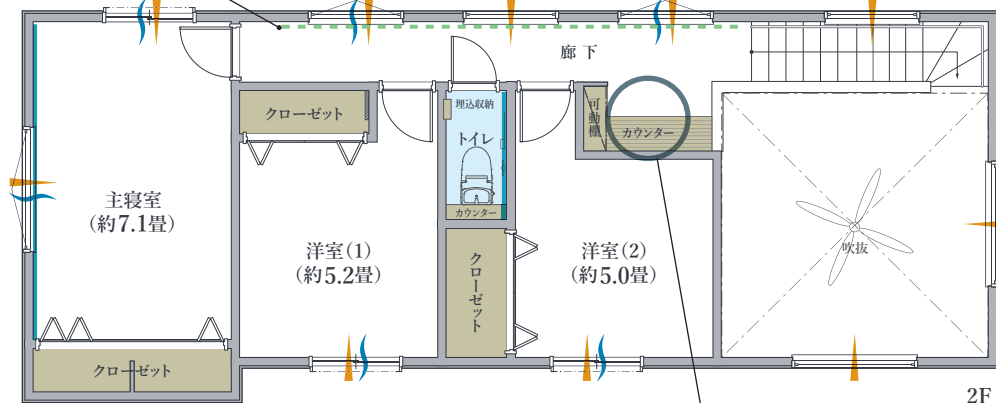 廊下
クローゼット
埋込収納
トイレ
カウンター
可動棚
カウンター
主寝室
(約7.1畳)
洋室(1)
(約5.2畳)
クローゼット
洋室(2)
(約5.0畳)
吹抜
クローゼット
2F